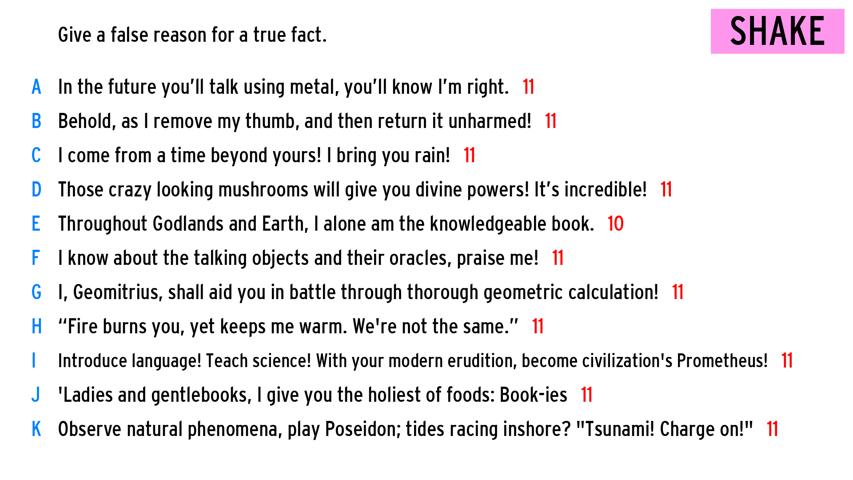 Give a false reason for a true fact.
SHAKE
A In the future you'll talk using metal, you'll know I'm right. 11
B Behold, as I remove my thumb, and then return it unharmed! 11
C I come from a time beyond yours! I bring you rain! 11
D Those crazy looking mushrooms will give you divine powers! It's incredible! 11
E Throughout Godlands and Earth, I alone am the knowledgeable book. 10
F I know about the talking objects and their oracles, praise me! 11
G I, Geomitrius, shall aid you in battle through thorough geometric calculation! 11
H “Fire burns you, yet keeps me warm. We're not the same.” 11
I Introduce language! Teach science! With your modern erudition, become civilization's Prometheus! 11
J 'Ladies and gentlebooks, I give you the holiest of foods: Book-ies 11
K Observe natural phenomena, play Poseidon; tides racing inshore? "Tsunami! Charge on!" 11